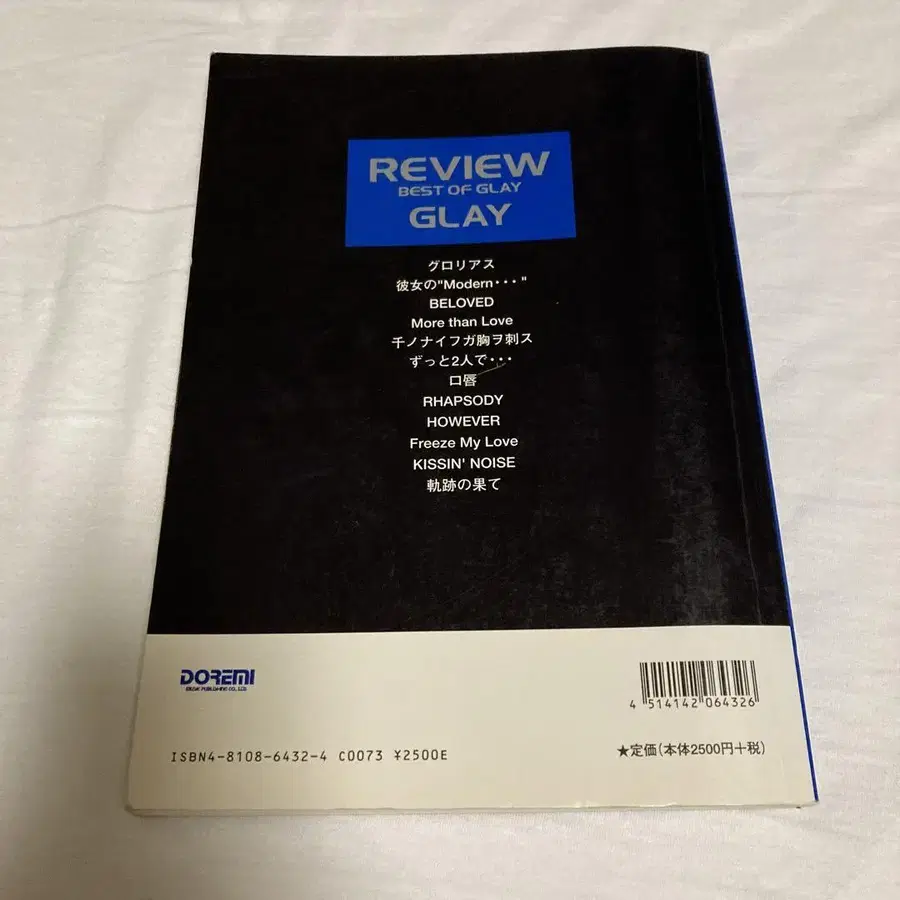 REVIEW
BEST OF GLAY
GLAY
グロリアス
彼女の"Modern・・・"
BELOVED
More than Love
千ノナイフガ胸ヲ刺ス
ずっと2人で・・・
口唇
RHAPSODY
HOWEVER
Freeze My Love
KISSIN' NOISE
軌跡の果て
DOREMI
4 514142 064326
ISBN4-8108-6432-4 C0073 ¥2500E
★定価(本体2500円+税)